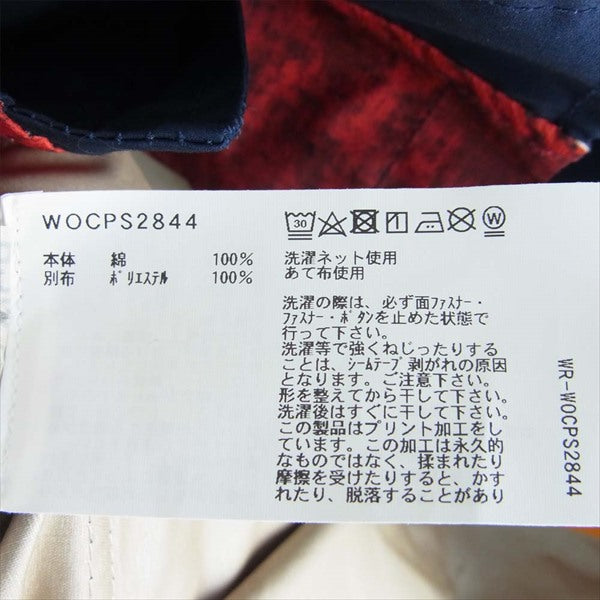 WOCPS2844
本体 綿 100%
別布 ﾎﾟﾘｴｽﾃﾙ 100%
30
W
洗濯ネット使用
あて布使用
洗濯の際は、必ず面ﾌｧｽﾅｰ・
ﾌｧｽﾅｰ・ﾎﾞﾀﾝを止めた状態で
行って下さい。
洗濯等で強くねじったりする
ことは、ｼｰﾑﾃｰﾌﾟ剥がれの原因
となります。ご注意下さい。
形を整えてから干して下さい。
洗濯後はすぐに干して下さい。
この製品はプリント加工をし
ています。この加工は永久的
なものではなく、揉まれたり
摩擦を受けたりすると、かす
れたり、脱落することがあり
WR-WOCPS2844